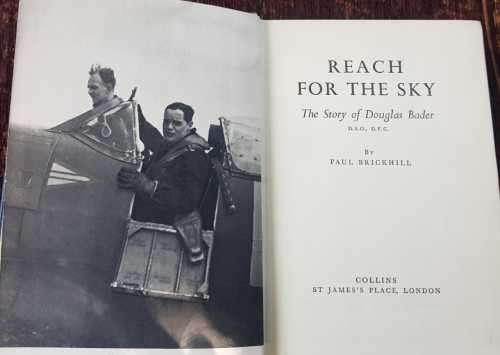 REACH
FOR THE SKY
The Story of Douglas Bader
D.S.O., D.F.C.
BY
PAUL BRICKHILL
COLLINS
ST JAMES'S PLACE, LONDON